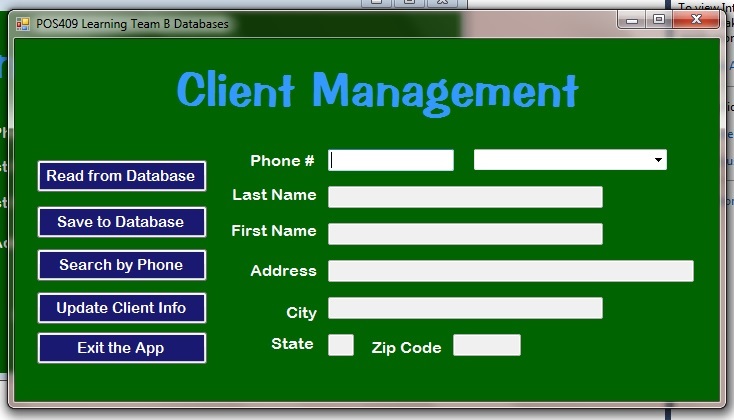 POS409 Learning Team B Databases
To view Int
Client Management
Phone #
Read from Database
Last Name
Save to Database
First Name
Search by Phone
Address
Update Client Info
City
State
Zip Code
Exit the App